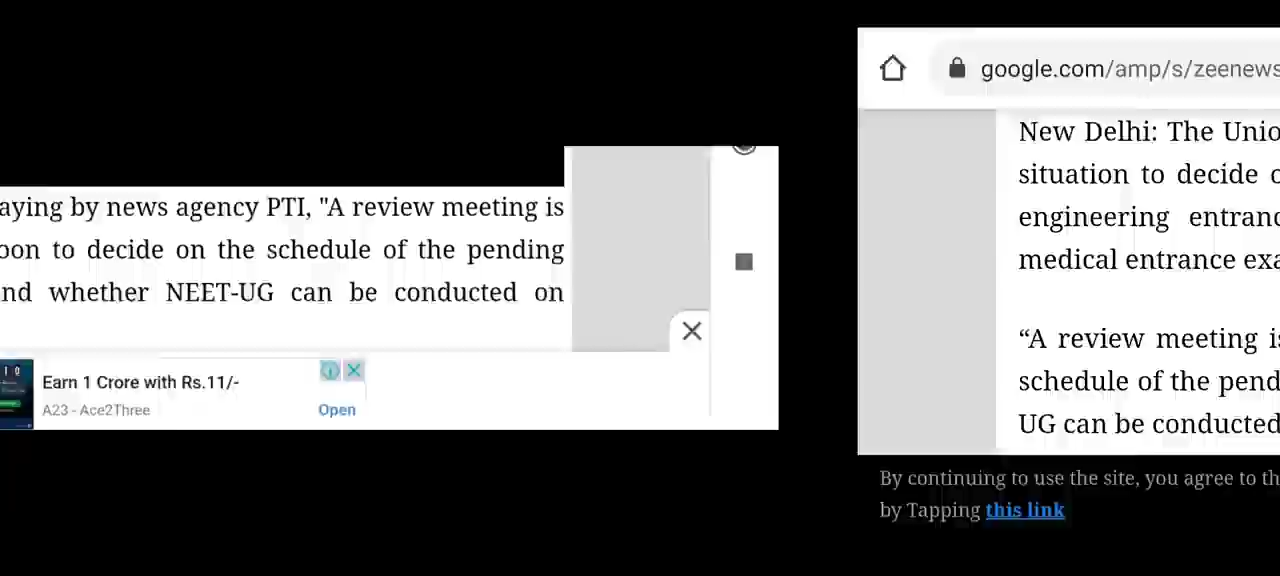 aying by news agency PTI, "A review meeting is
oon to decide on the schedule of the pending
nd whether NEET-UG can be conducted on
Earn 1 Crore with Rs.11/-
A23 - Ace2Three
Open
google.com/amp/s/zeenews
New Delhi: The Unio
situation to decide o
engineering entranc
medical entrance exa
“A review meeting is
schedule of the pend
UG can be conducted
By continuing to use the site, you agree to th
by Tapping this link